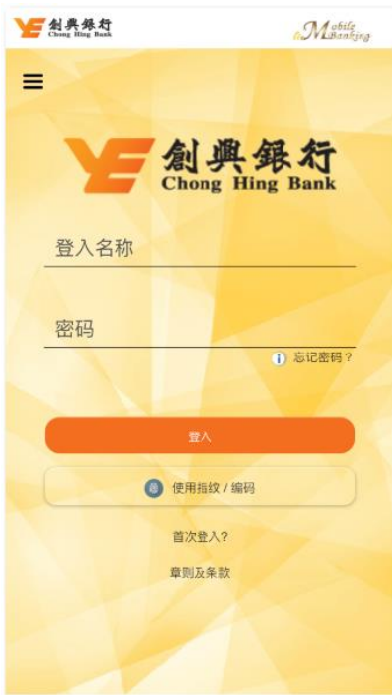 創興銀行
Chong Hing Bank
Mobile
Banking
創興銀行
Chong Hing Bank
登入名称
密码
忘记密码？
登入
使用指纹 / 编码
首次登入?
章则及条款